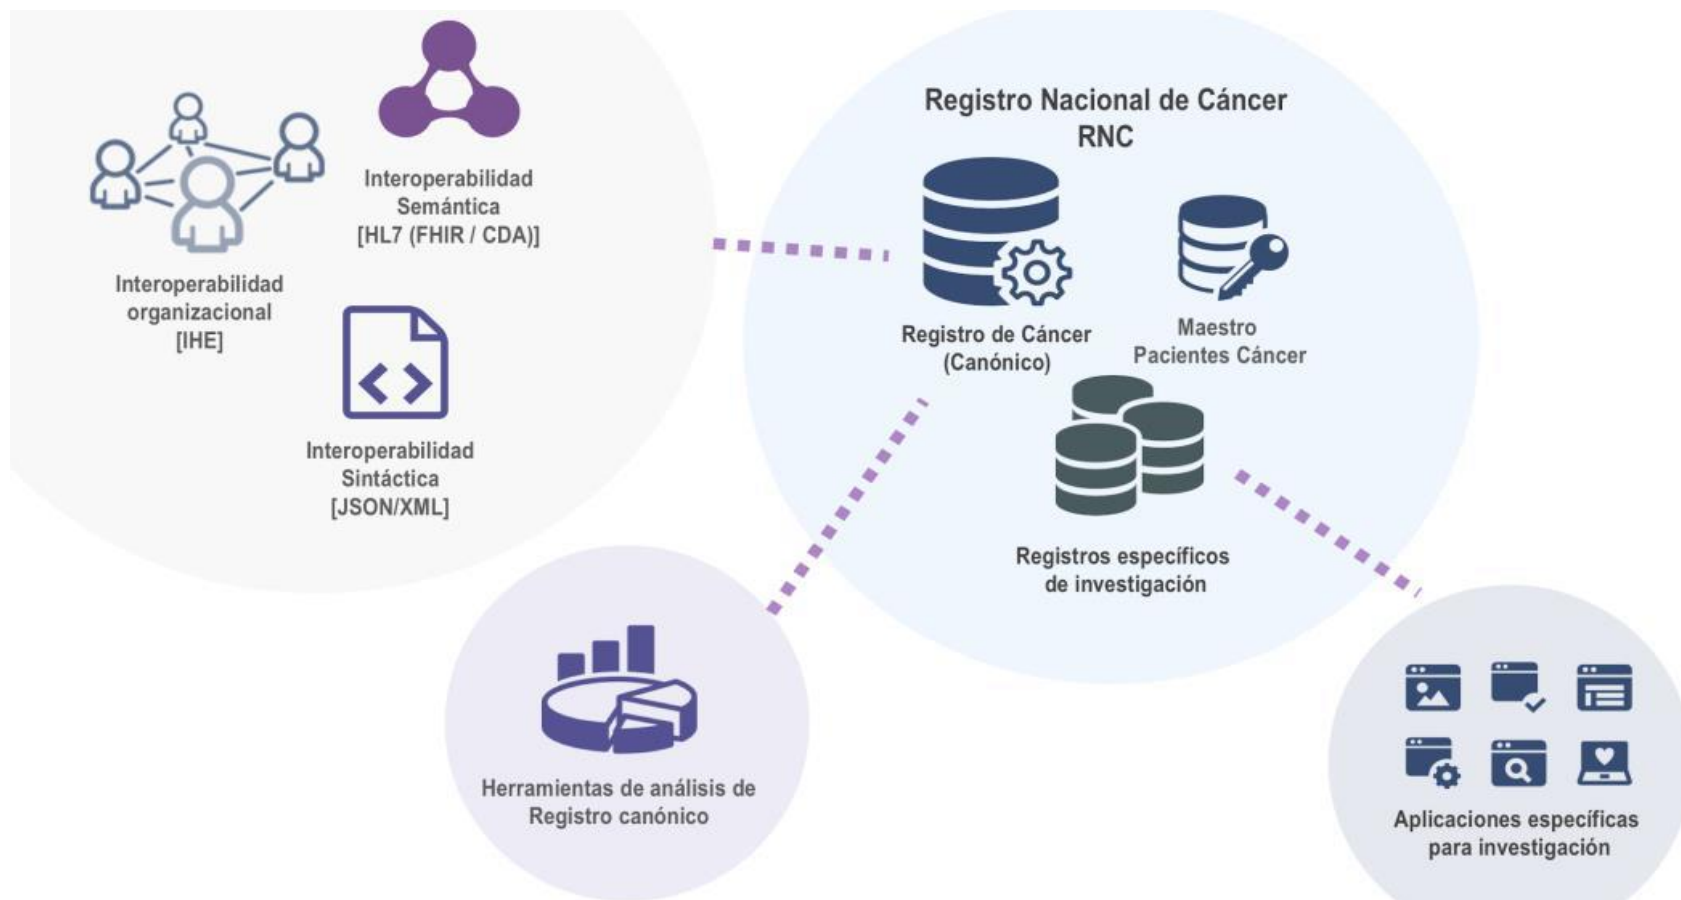 Interoperabilidad
Semántica
[HL7 (FHIR / CDA)]
Interoperabilidad
organizacional
[IHE]
Interoperabilidad
Sintáctica
[JSON/XML]
Registro Nacional de Cáncer
RNC
Registro de Cáncer
(Canónico)
Maestro
Pacientes Cáncer
Registros específicos
de investigación
Herramientas de análisis de
Registro canónico
Aplicaciones específicas
para investigación